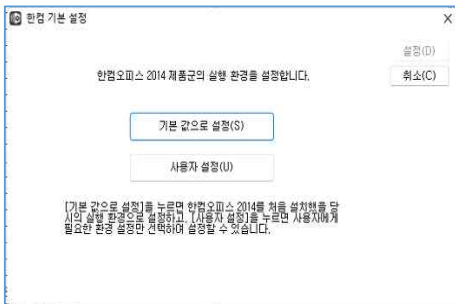 한컴 기본 설정
설정(D)
한컴오피스 2014 제품군의 실행 환경을 설정합니다.
취소(C)
기본 값으로 설정(S)
사용자 설정(U)
[기본 값으로 설정]을 누르면 한컴오피스 2014를 처음 설치했을 당
시의 실행 환경으로 설정하고, [사용자 설정]을 누르면 사용자에게
필요한 환경 설정만 선택하여 설정할 수 있습니다.